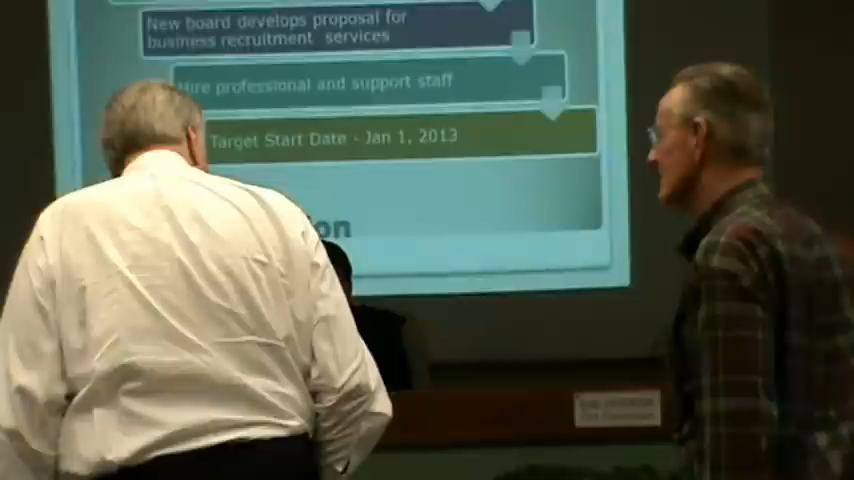 New board develops proposal for
business recruitment services
Hire professional and support staff
Target Start Date - Jan 1, 2013
on